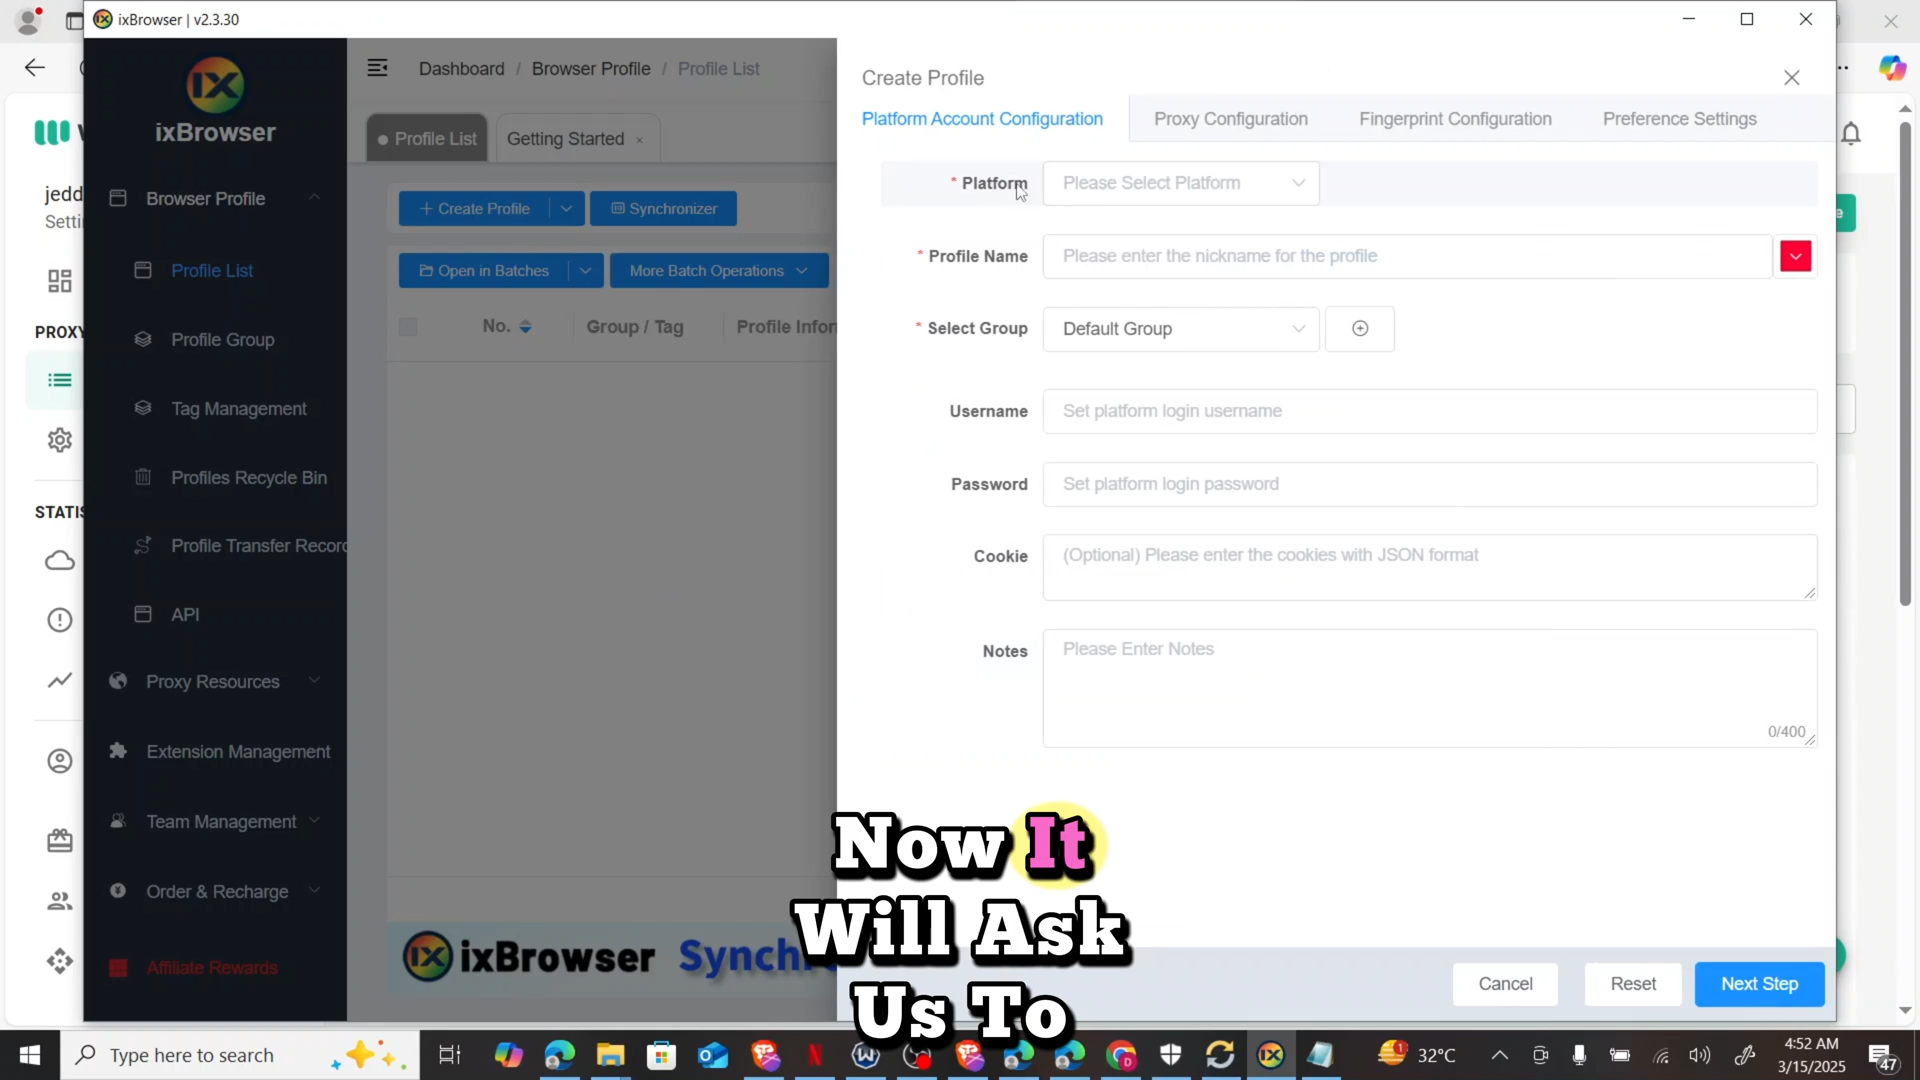 ixBrowser | v2.3.30
ixBrowser
Dashboard / Browser Profile / Profile List
Profile List
Getting Started ×
jedd
Setti
PROXY
STATIS
Browser Profile
Profile List
Profile Group
Tag Management
Profiles Recycle Bin
Profile Transfer Record
API
Proxy Resources
Extension Management
Team Management
Order & Recharge
Affiliate Rewards
+ Create Profile
Synchronizer
Open in Batches
More Batch Operations
No.
Group / Tag
Profile Infor
ixBrowser Synchr
Create Profile
Platform Account Configuration
Proxy Configuration
Fingerprint Configuration
Preference Settings
* Platform
Please Select Platform
* Profile Name
Please enter the nickname for the profile
* Select Group
Default Group
Username
Set platform login username
Password
Set platform login password
Cookie
(Optional) Please enter the cookies with JSON format
Notes
Please Enter Notes
0/400
Now It
Will Ask
Us To
Cancel
Reset
Next Step
Type here to search
32°C
4:52 AM
3/15/2025
47